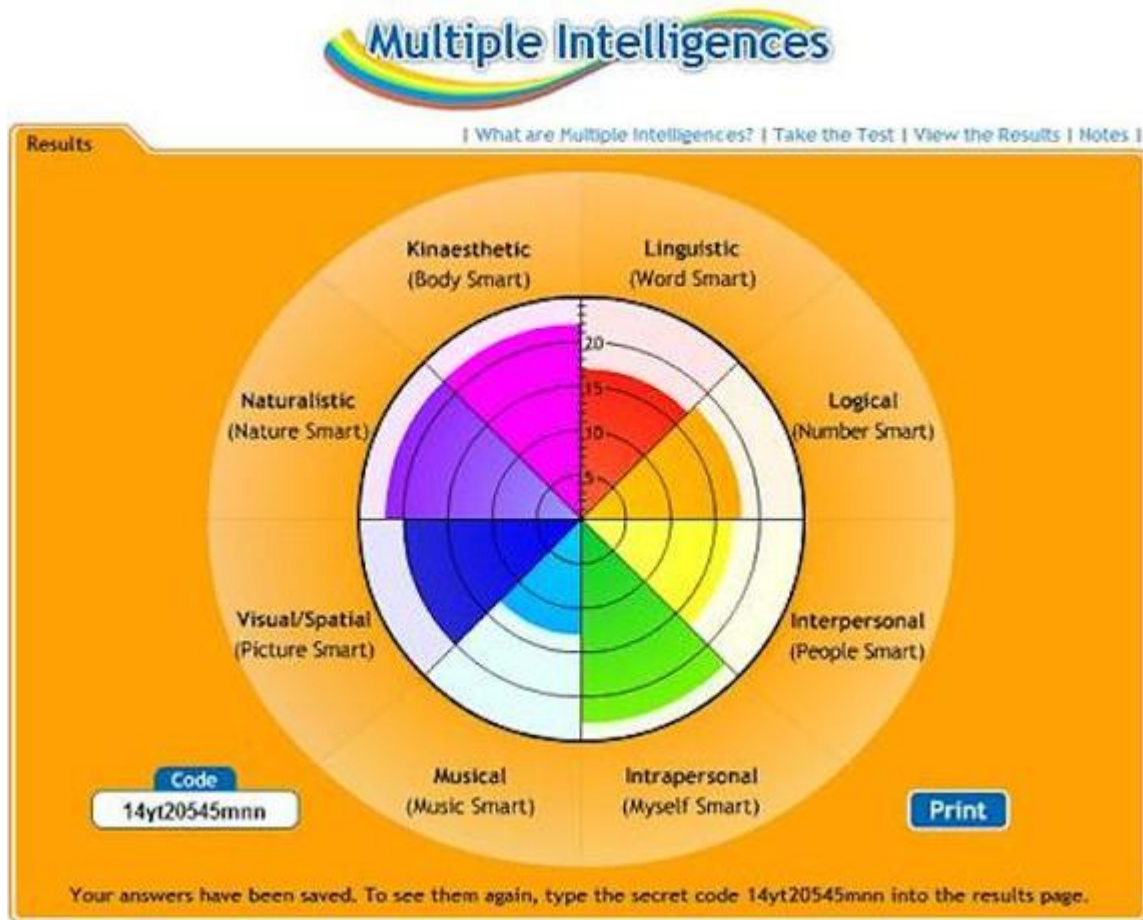 Multiple Intelligences
Results
| What are Multiple Intelligences? | Take the Test | View the Results | Notes |
Kinaesthetic
(Body Smart)
Linguistic
(Word Smart)
20
15
10
5
Naturalistic
(Nature Smart)
Logical
(Number Smart)
Visual/Spatial
(Picture Smart)
Interpersonal
(People Smart)
Musical
(Music Smart)
Intrapersonal
(Myself Smart)
Code
14yt20545mnn
Print
Your answers have been saved. To see them again, type the secret code 14yt20545mnn into the results page.